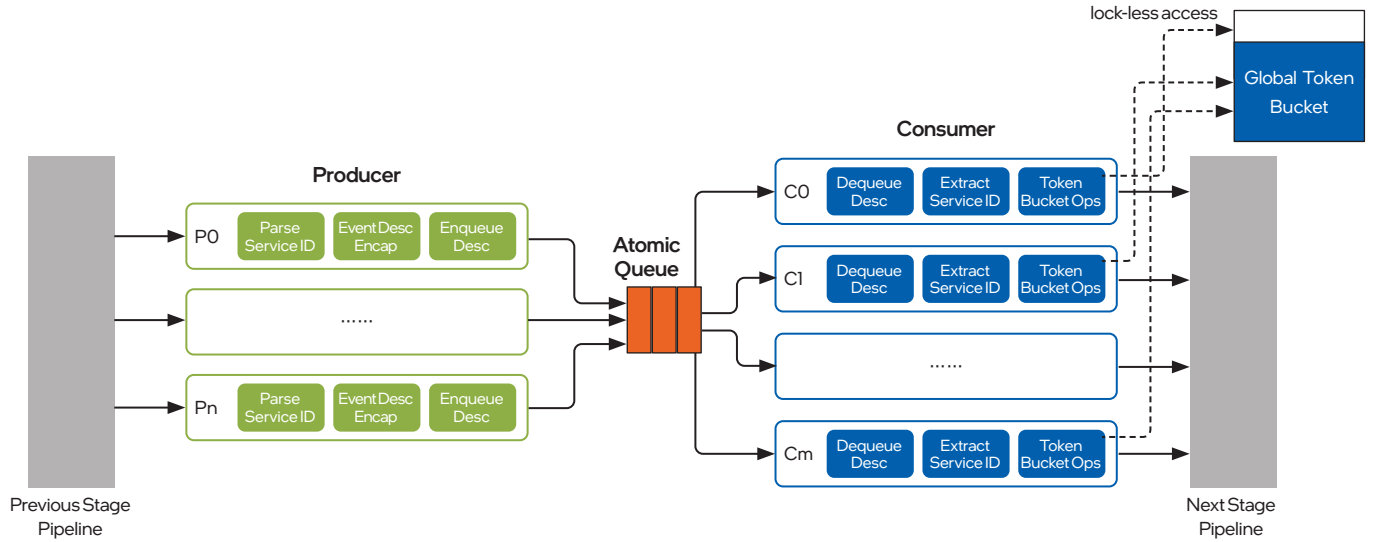 lock-less access
Global Token
Bucket
Consumer
Producer
C0
Dequeue
Desc
Extract
Service ID
Token
Bucket Ops
P0
Parse
Service ID
Event Desc
Encap
Enqueue
Desc
Atomic
Queue
C1
Dequeue
Desc
Extract
Service ID
Token
Bucket Ops
......
......
Pn
Parse
Service ID
Event Desc
Encap
Enqueue
Desc
Cm
Dequeue
Desc
Extract
Service ID
Token
Bucket Ops
Previous Stage
Pipeline
Next Stage
Pipeline